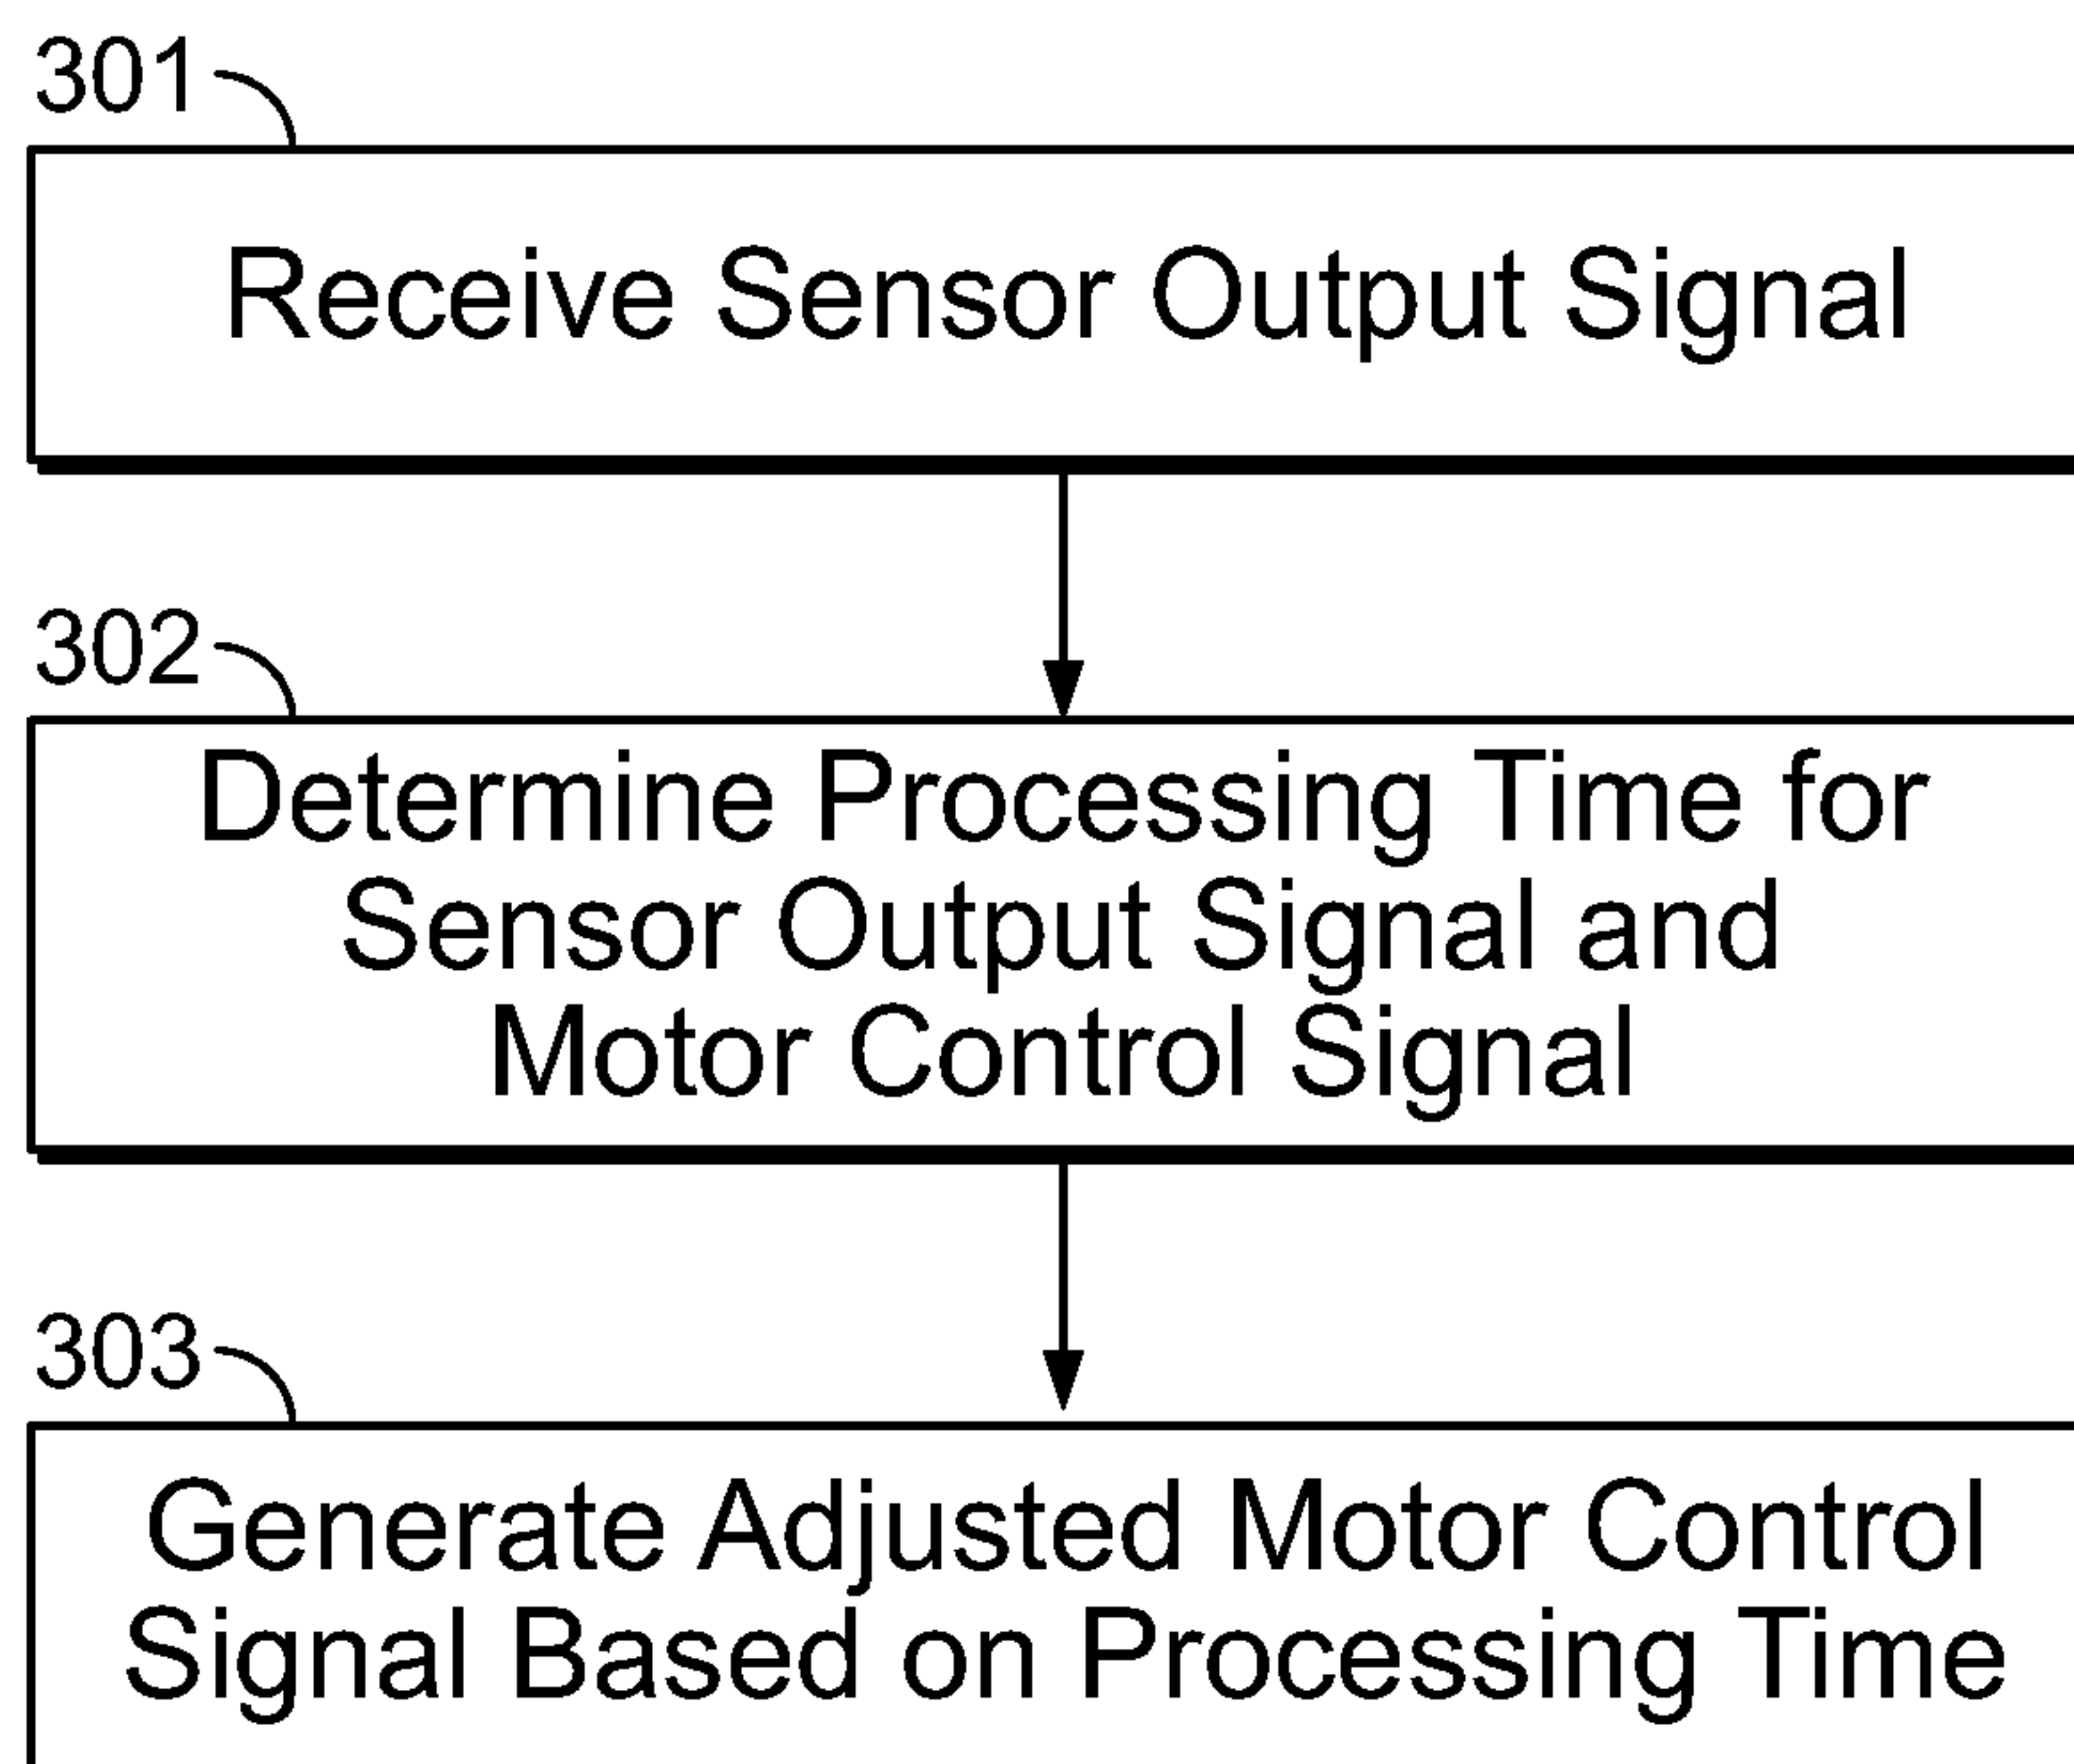 301
Receive Sensor Output Signal
302
Determine Processing Time for
Sensor Output Signal and
Motor Control Signal
303
Generate Adjusted Motor Control
Signal Based on Processing Time